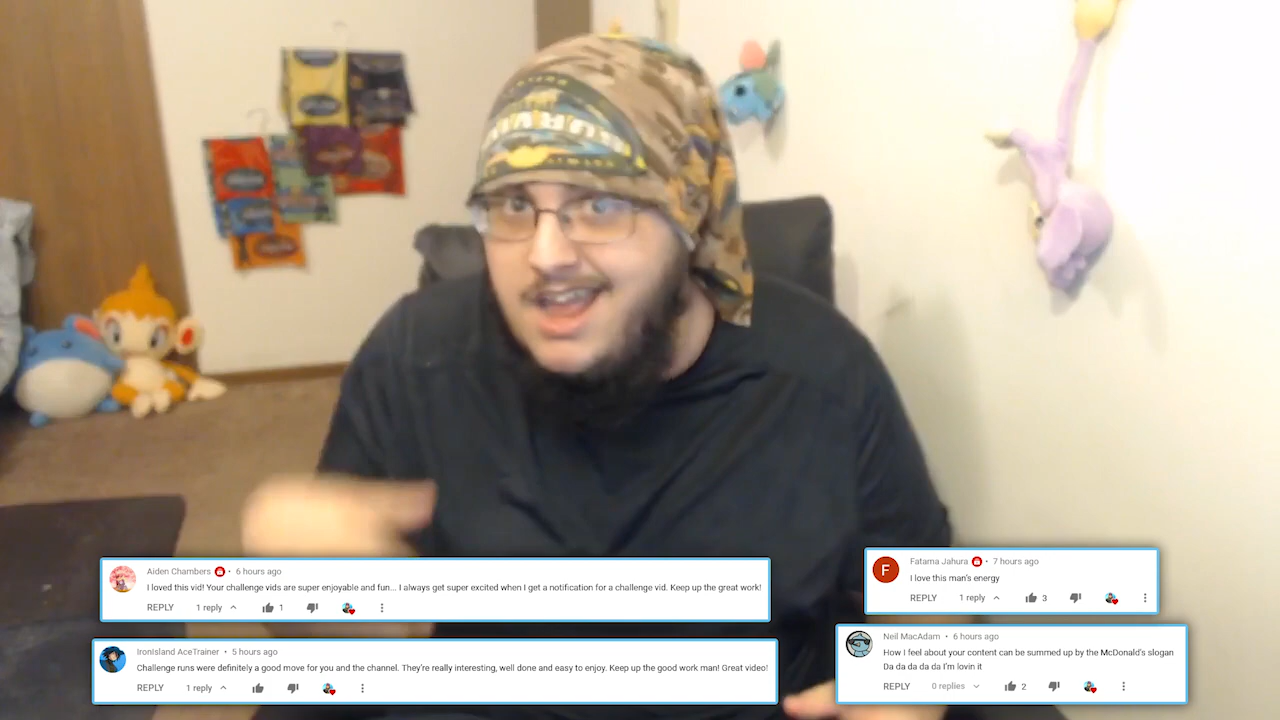 SURVIVOR
Aiden Chambers • 6 hours ago
I loved this vid! Your challenge vids are super enjoyable and fun... I always get super excited when I get a notification for a challenge vid. Keep up the great work!
REPLY 1 reply 1
IronIsland AceTrainer • 5 hours ago
Challenge runs were definitely a good move for you and the channel. They're really interesting, well done and easy to enjoy. Keep up the good work man! Great video!
REPLY 1 reply
F
Fatama Jahura • 7 hours ago
I love this man's energy
REPLY 1 reply 3
Neil MacAdam • 6 hours ago
How I feel about your content can be summed up by the McDonald's slogan
Da da da da da I'm lovin it
REPLY 0 replies 2